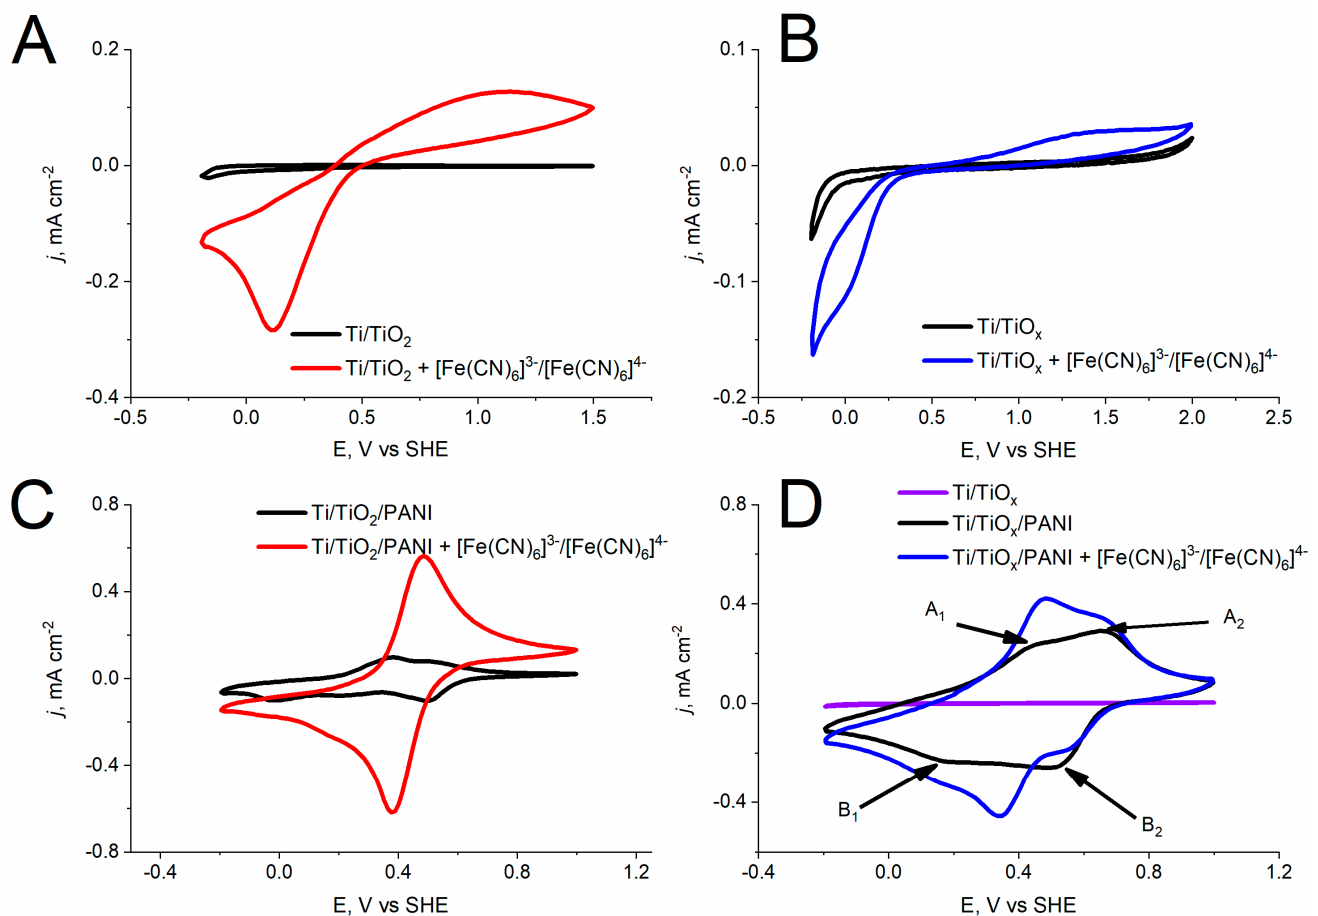 A
0.2
0.0
-0.2
-0.4
j, mA cm-2
-0.5
0.0
0.5
1.0
1.5
E, V vs SHE
Ti/TiO2
Ti/TiO2 + [Fe(CN)6]3-/[Fe(CN)6]4-
B
0.1
0.0
-0.1
-0.2
j, mA cm-2
-0.5
0.0
0.5
1.0
1.5
2.0
2.5
E, V vs SHE
Ti/TiOx
Ti/TiOx + [Fe(CN)6]3-/[Fe(CN)6]4-
C
0.8
0.4
0.0
-0.4
-0.8
j, mA cm-2
-0.4
0.0
0.4
0.8
1.2
E, V vs SHE
Ti/TiO2/PANI
Ti/TiO2/PANI + [Fe(CN)6]3-/[Fe(CN)6]4-
D
0.8
0.4
0.0
-0.4
j, mA cm-2
-0.4
0.0
0.4
0.8
1.2
E, V vs SHE
Ti/TiOx
Ti/TiOx/PANI
Ti/TiOx/PANI + [Fe(CN)6]3-/[Fe(CN)6]4-
A1
A2
B1
B2